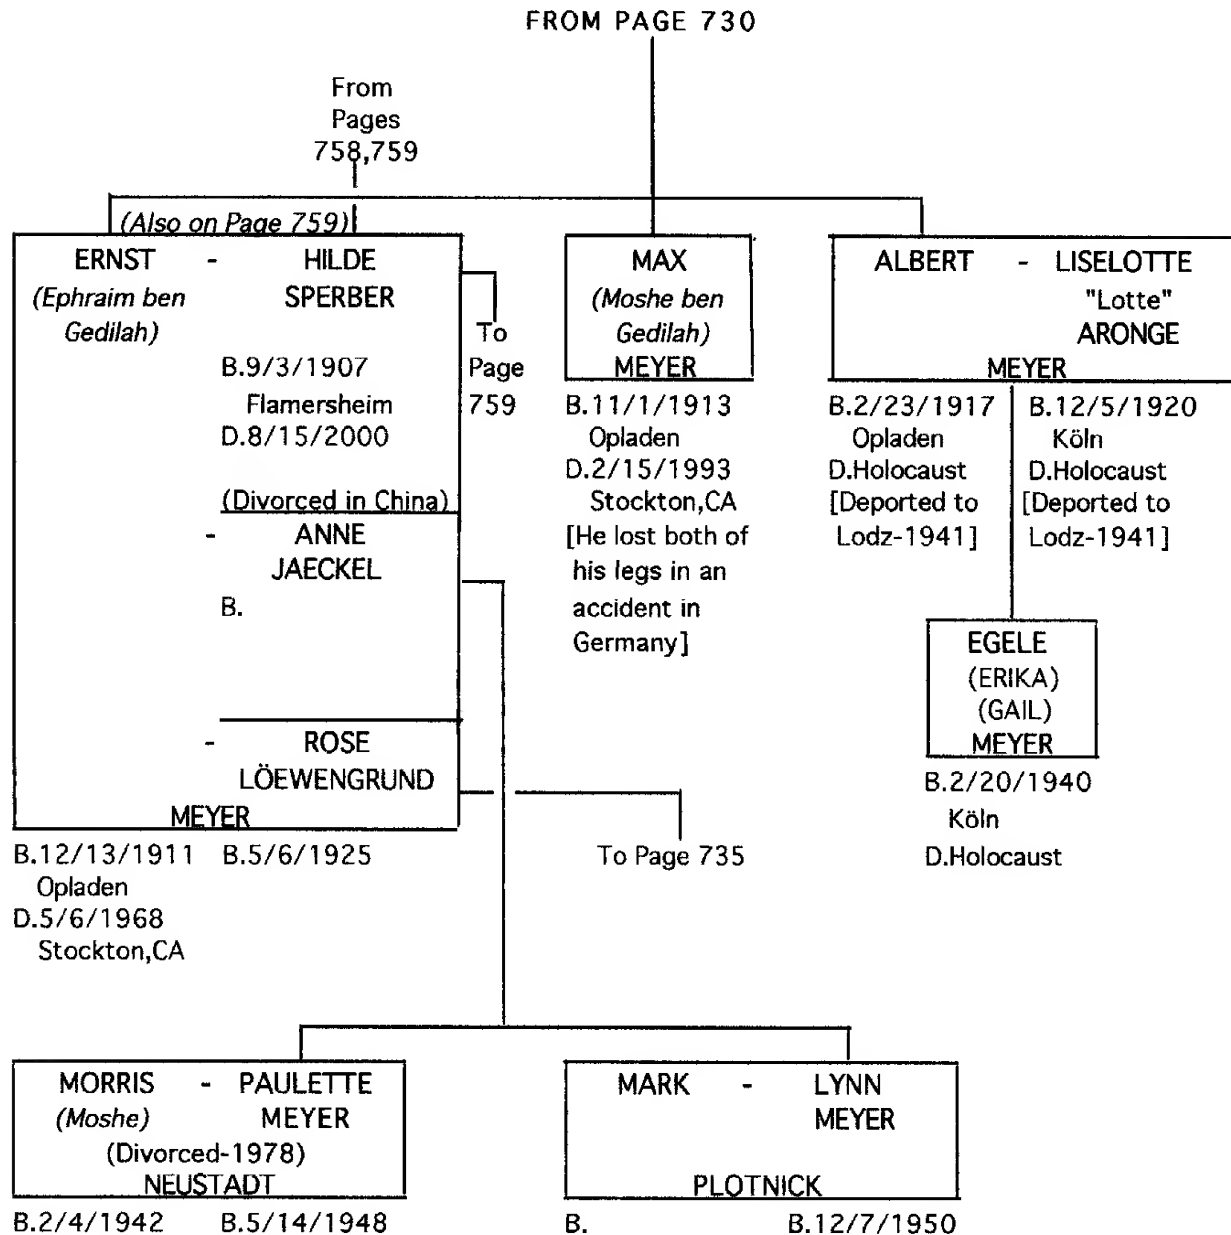 FROM PAGE 730
From
Pages
758,759
(Also on Page 759)
ERNST - HILDE
(Ephraim ben SPERBER
Gedilah)
B.9/3/1907
Flamersheim
D.8/15/2000
(Divorced in China)
- ANNE
JAECKEL
B.
- ROSE
LÖEWENGRUND
MEYER
B.12/13/1911 B.5/6/1925
Opladen
D.5/6/1968
Stockton,CA
To
Page
759
MAX
(Moshe ben
Gedilah)
MEYER
B.11/1/1913
Opladen
D.2/15/1993
Stockton,CA
[He lost both of
his legs in an
accident in
Germany]
ALBERT - LISELOTTE
"Lotte"
ARONGE
MEYER
B.2/23/1917 B.12/5/1920
Opladen Köln
D.Holocaust D.Holocaust
[Deported to [Deported to
Lodz-1941] Lodz-1941]
EGELE
(ERIKA)
(GAIL)
MEYER
B.2/20/1940
Köln
D.Holocaust
To Page 735
MORRIS - PAULETTE
(Moshe) MEYER
(Divorced-1978)
NEUSTADT
B.2/4/1942 B.5/14/1948
MARK - LYNN
MEYER
PLOTNICK
B. B.12/7/1950